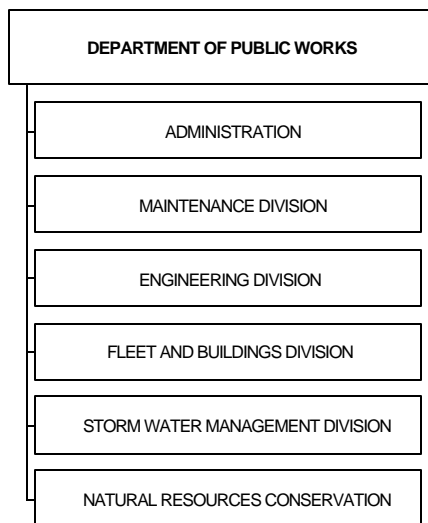 DEPARTMENT OF PUBLIC WORKS
ADMINISTRATION
MAINTENANCE DIVISION
ENGINEERING DIVISION
FLEET AND BUILDINGS DIVISION
STORM WATER MANAGEMENT DIVISION
NATURAL RESOURCES CONSERVATION